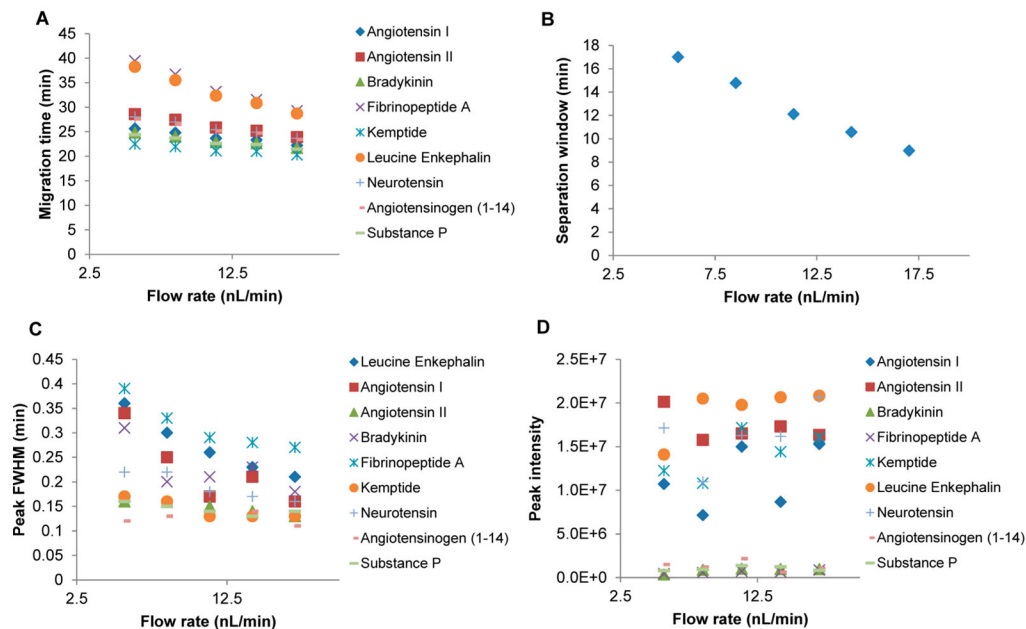 A
Migration time (min)
45
40
35
30
25
20
15
10
5
0
2.5
12.5
Flow rate (nL/min)
Angiotensin I
Angiotensin II
Bradykinin
Fibrinopeptide A
Kemptide
Leucine Enkephalin
Neurotensin
Angiotensinogen (1-14)
Substance P
B
Separation window (min)
18
16
14
12
10
8
6
4
2
0
2.5
7.5
12.5
17.5
Flow rate (nL/min)
C
Peak FWHM (min)
0.45
0.4
0.35
0.3
0.25
0.2
0.15
0.1
0.05
0
2.5
12.5
Flow rate (nL/min)
Leucine Enkephalin
Angiotensin I
Angiotensin II
Bradykinin
Fibrinopeptide A
Kemptide
Neurotensin
Angiotensinogen (1-14)
Substance P
D
Peak intensity
2.5E+7
2.0E+7
1.5E+7
1.0E+7
5.0E+6
0.0E+0
2.5
12.5
Flow rate (nL/min)
Angiotensin I
Angiotensin II
Bradykinin
Fibrinopeptide A
Kemptide
Leucine Enkephalin
Neurotensin
Angiotensinogen (1-14)
Substance P